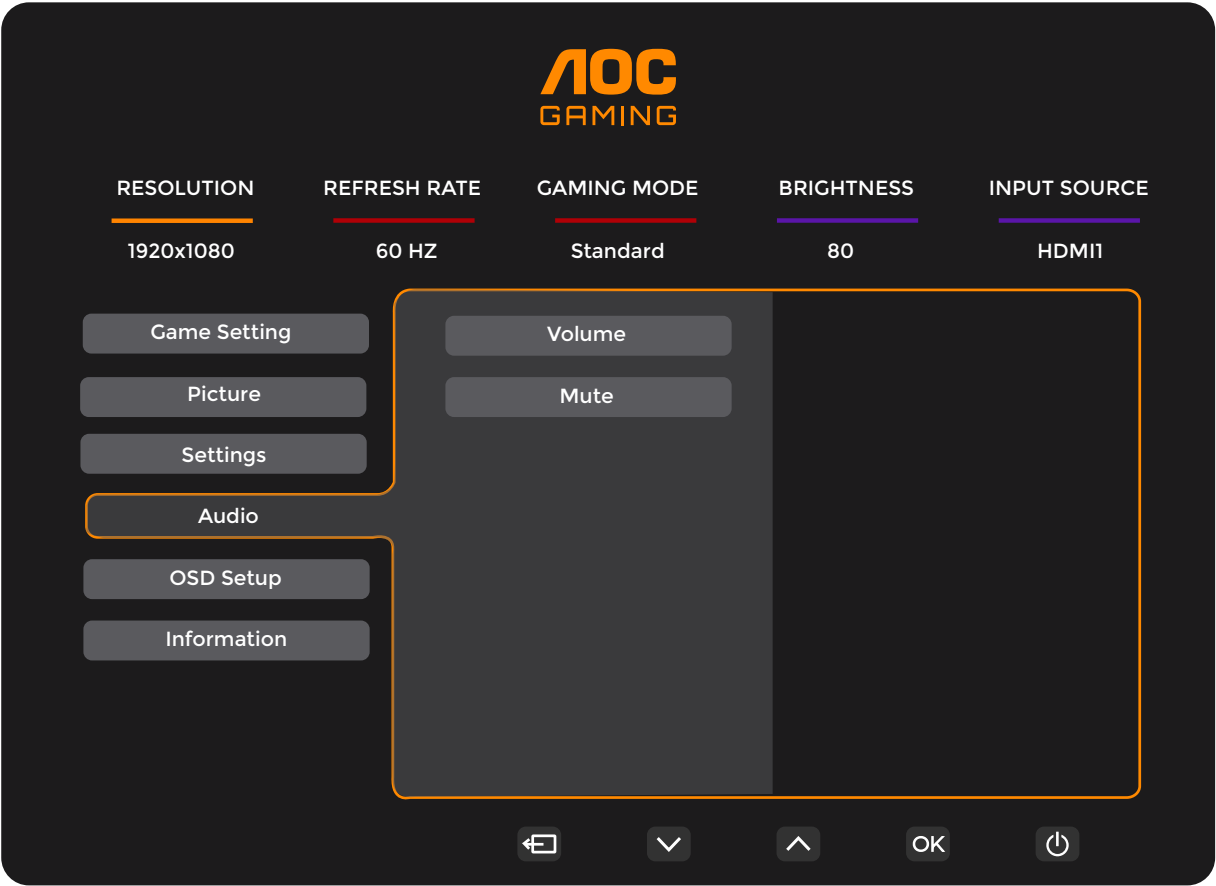 AOC
GAMING
RESOLUTION REFRESH RATE GAMING MODE BRIGHTNESS INPUT SOURCE
1920x1080 60 HZ Standard 80 HDMI1
Game Setting
Picture
Settings
Audio
OSD Setup
Information
Volume
Mute
OK